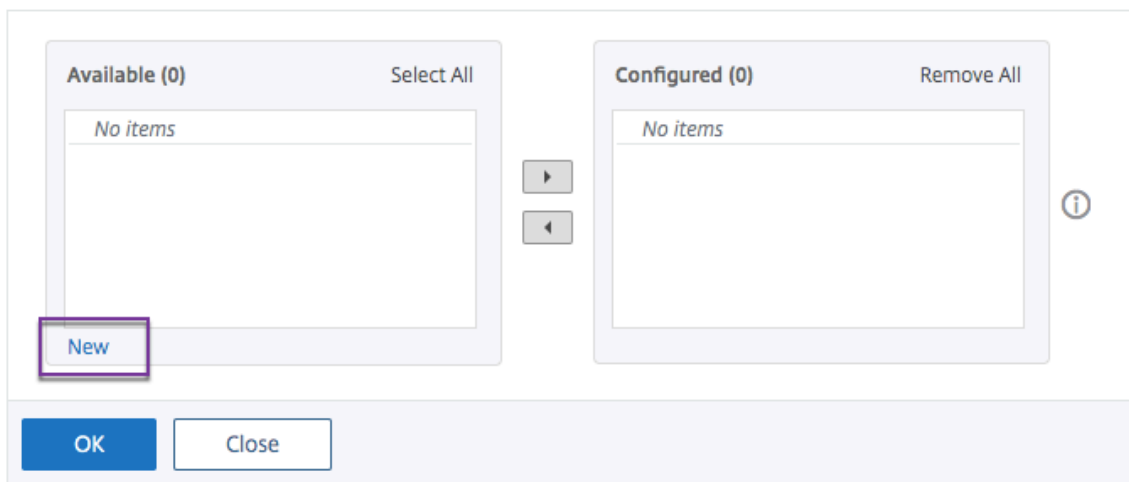 Available (0) Select All
No items
New
Configured (0) Remove All
No items
OK Close